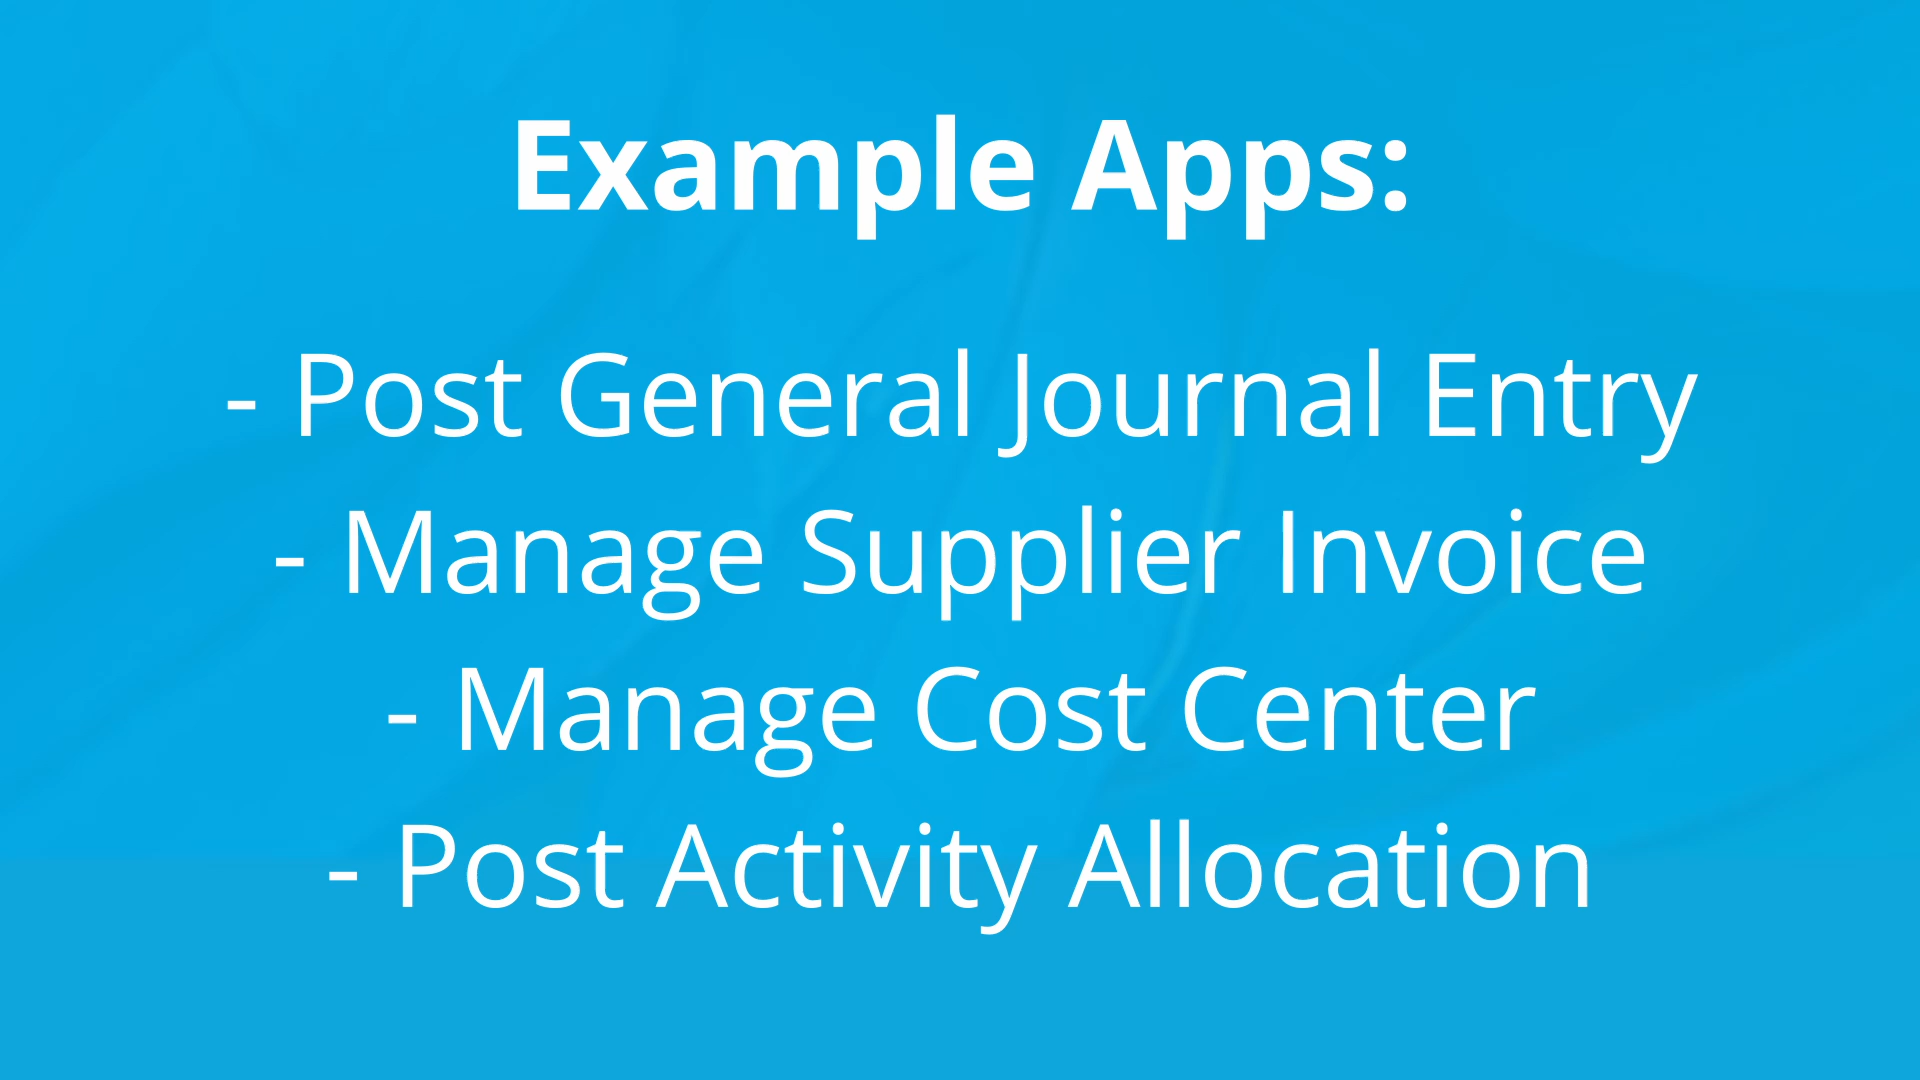 Example Apps:
- Post General Journal Entry
- Manage Supplier Invoice
- Manage Cost Center
- Post Activity Allocation